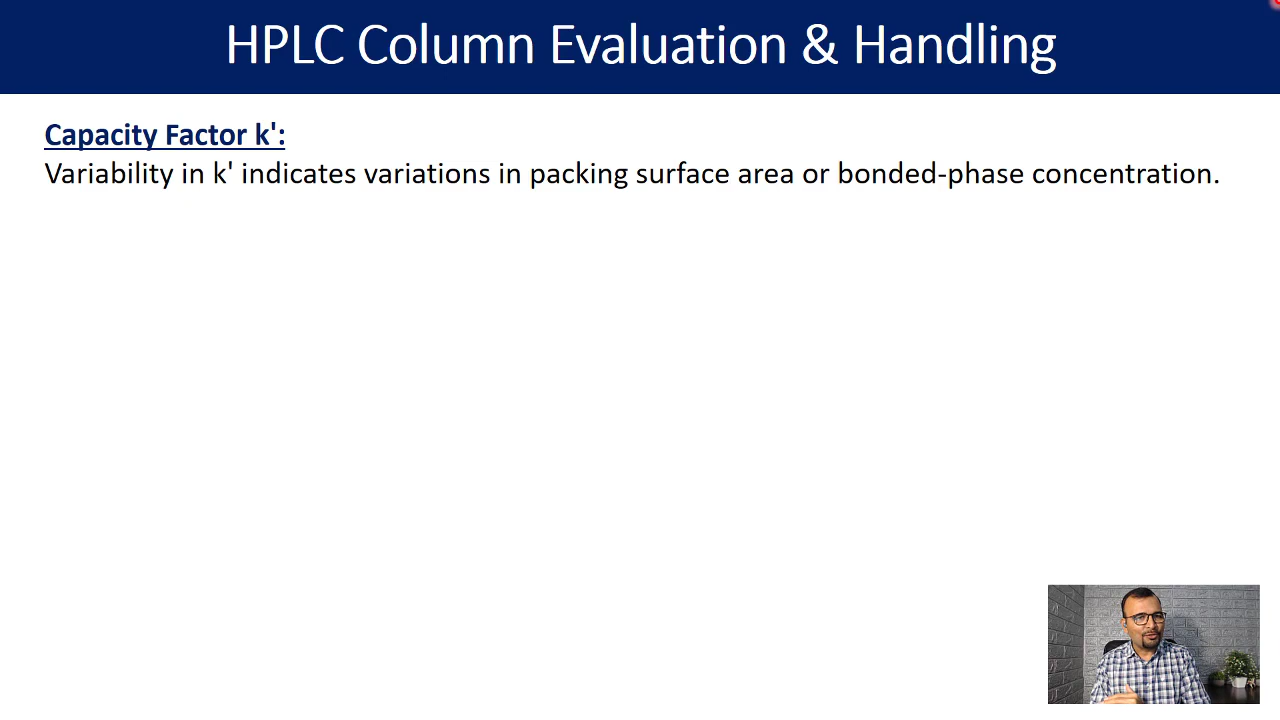 HPLC Column Evaluation & Handling
Capacity Factor k':
Variability in k' indicates variations in packing surface area or bonded-phase concentration.